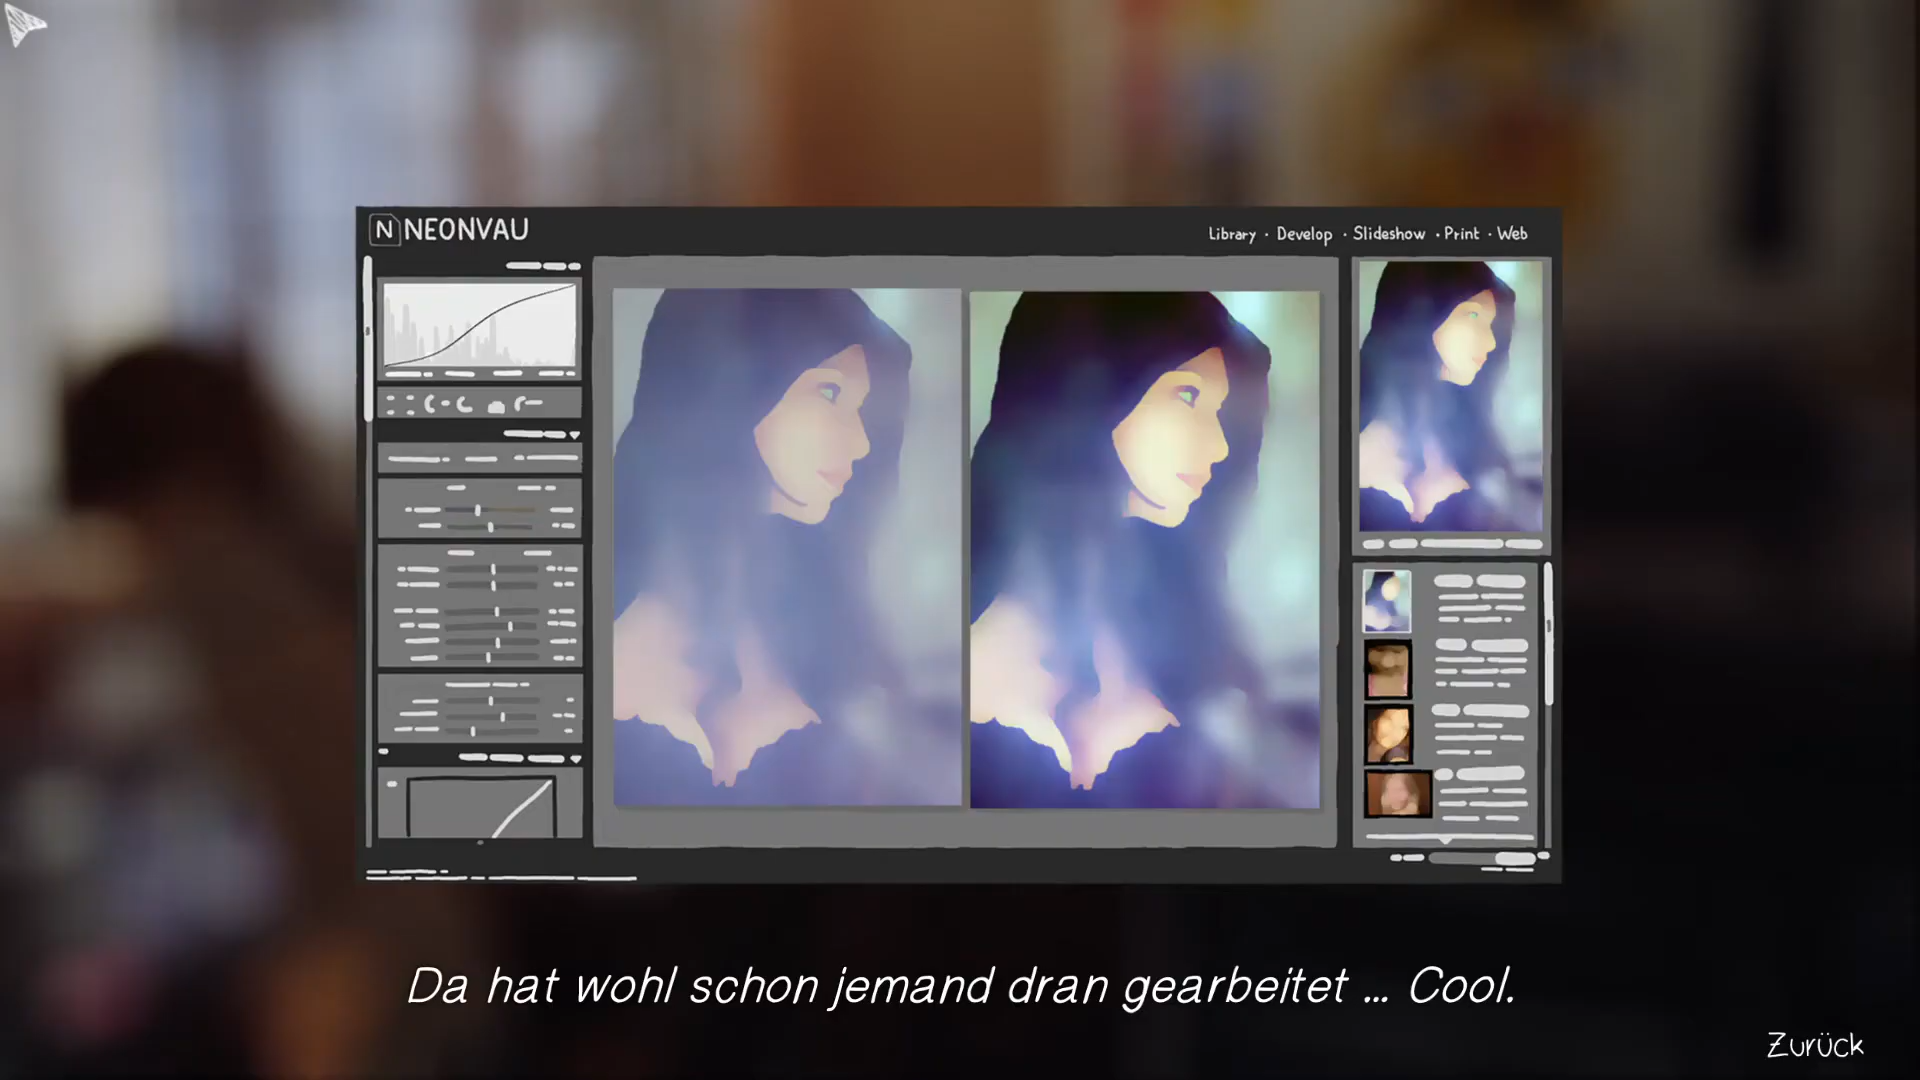 N NEONVAU
Library · Develop · Slideshow · Print · Web
Da hat wohl schon jemand dran gearbeitet ... Cool.
Zurück